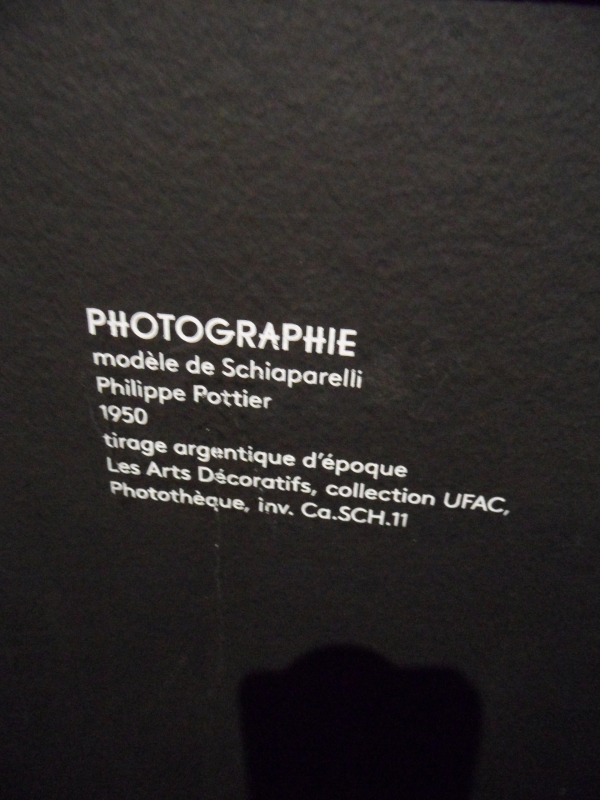 PHOTOGRAPHIE
modèle de Schiaparelli
Philippe Pottier
1950
tirage argentique d'époque
Les Arts Décoratifs, collection UFAC,
Photothèque, inv. Ca.SCH.11